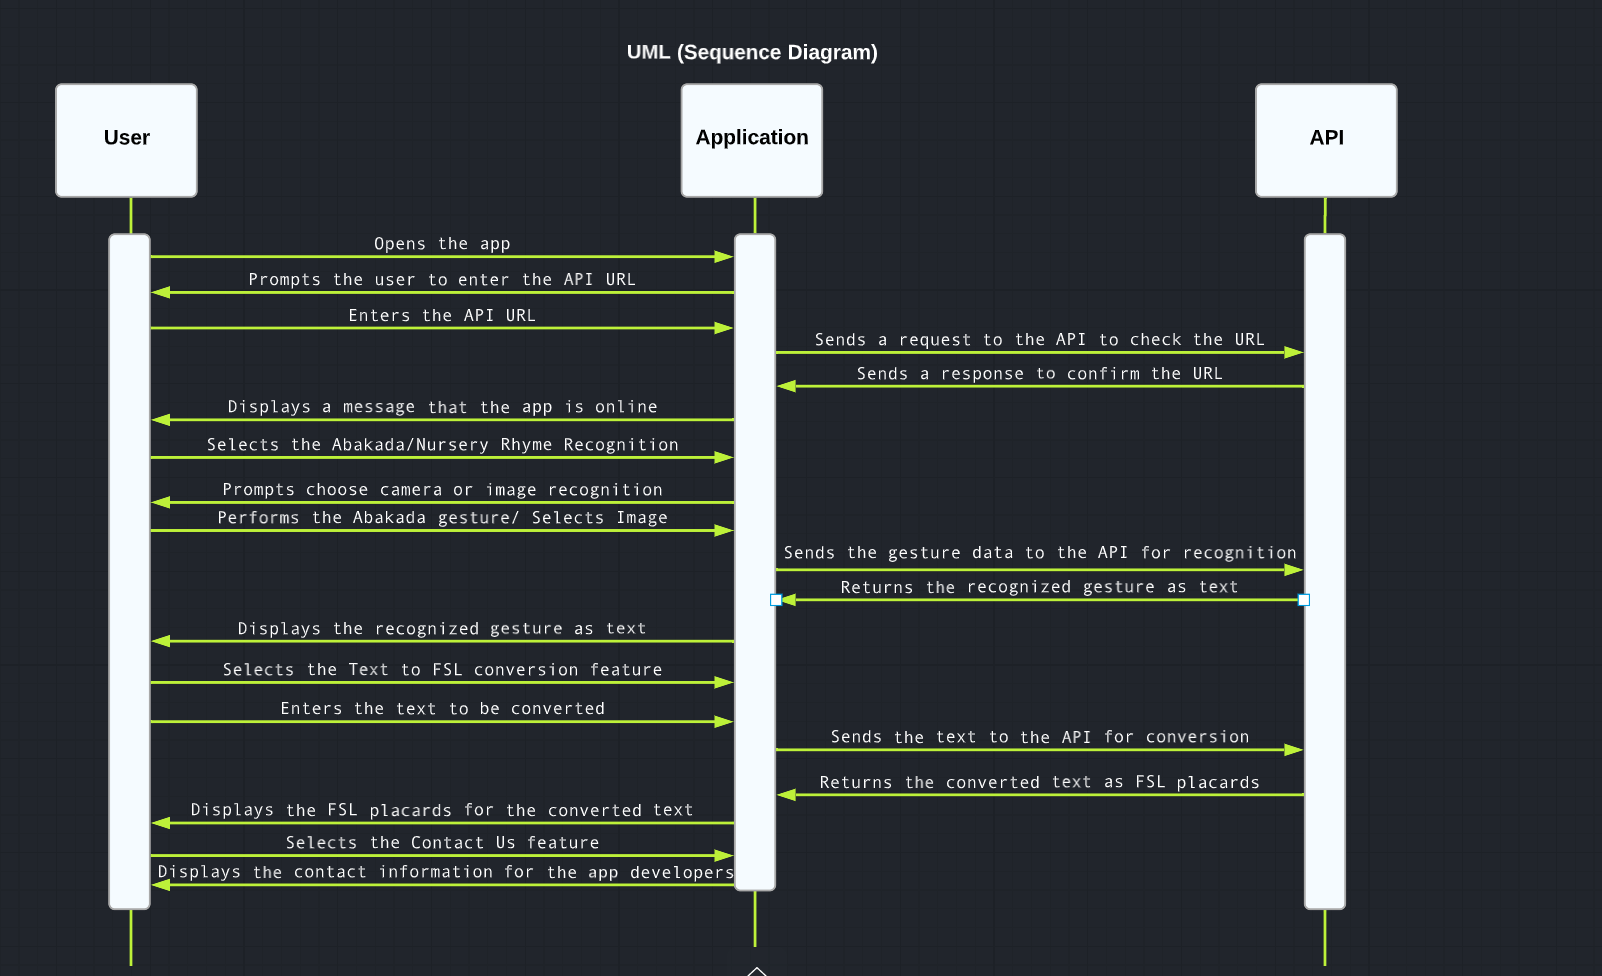 UML (Sequence Diagram)
User
Application
API
Opens the app
Prompts the user to enter the API URL
Enters the API URL
Sends a request to the API to check the URL
Sends a response to confirm the URL
Displays a message that the app is online
Selects the Abakada/Nursery Rhyme Recognition
Prompts choose camera or image recognition
Performs the Abakada gesture/ Selects Image
Sends the gesture data to the API for recognition
Returns the recognized gesture as text
Displays the recognized gesture as text
Selects the Text to FSL conversion feature
Enters the text to be converted
Sends the text to the API for conversion
Returns the converted text as FSL placards
Displays the FSL placards for the converted text
Selects the Contact Us feature
Displays the contact information for the app developers